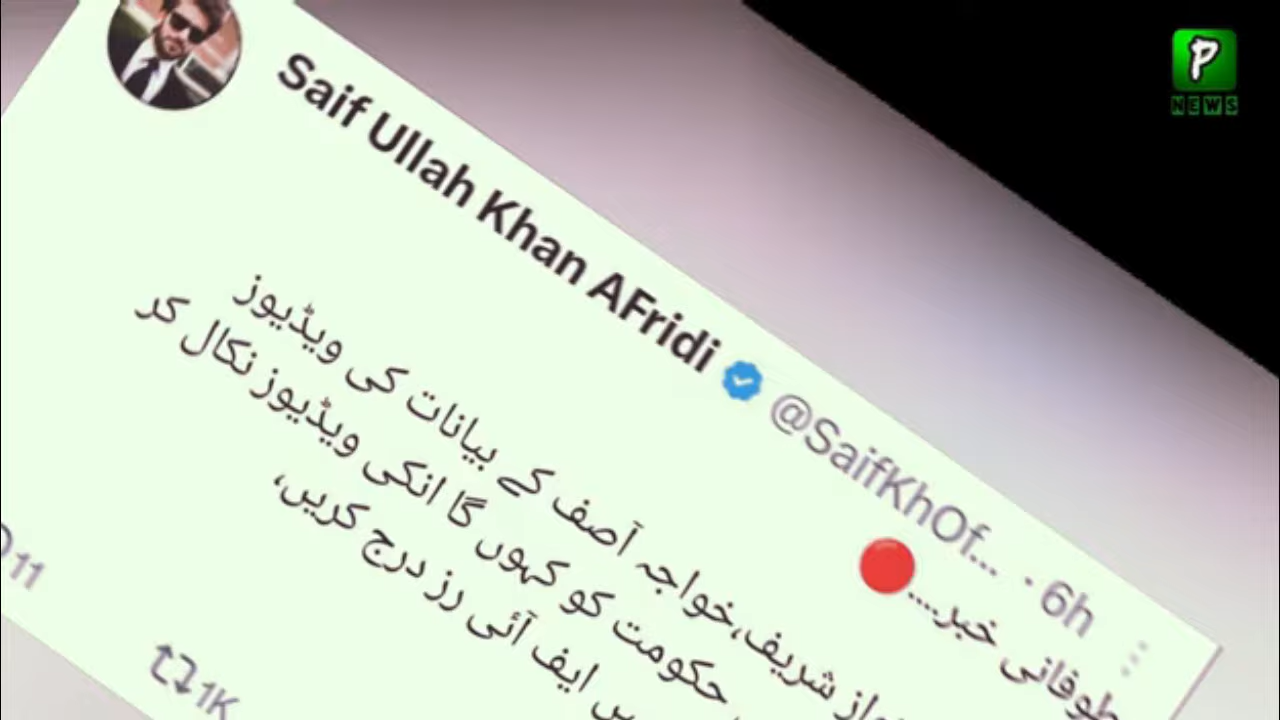 P
NEWS
Saif Ullah Khan AFridi @SaifKhOf... · 6h
طوفانی خبر....🔴
شریف،خواجہ آصف کے بیانات کی ویڈیوز
حکومت کو کہوں گا انکی ویڈیوز نکال کر
ایف آئی رز درج کریں،
11
1K